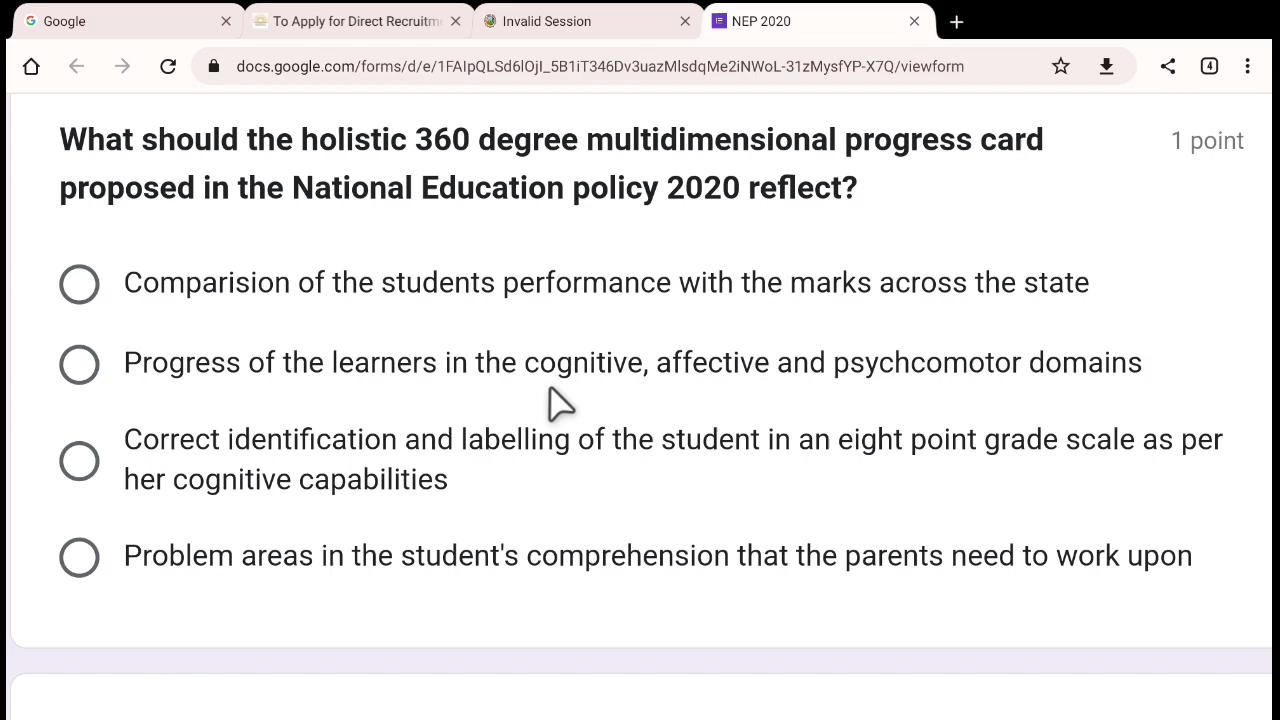 Google
To Apply for Direct Recruitm
Invalid Session
NEP 2020
docs.google.com/forms/d/e/1FAIpQLSd6lOjI_5B1iT346Dv3uazMlsdqMe2iNWoL-31zMysfYP-X7Q/viewform
4
What should the holistic 360 degree multidimensional progress card
1 point
proposed in the National Education policy 2020 reflect?
Comparision of the students performance with the marks across the state
Progress of the learners in the cognitive, affective and psychcomotor domains
Correct identification and labelling of the student in an eight point grade scale as per
her cognitive capabilities
Problem areas in the student's comprehension that the parents need to work upon